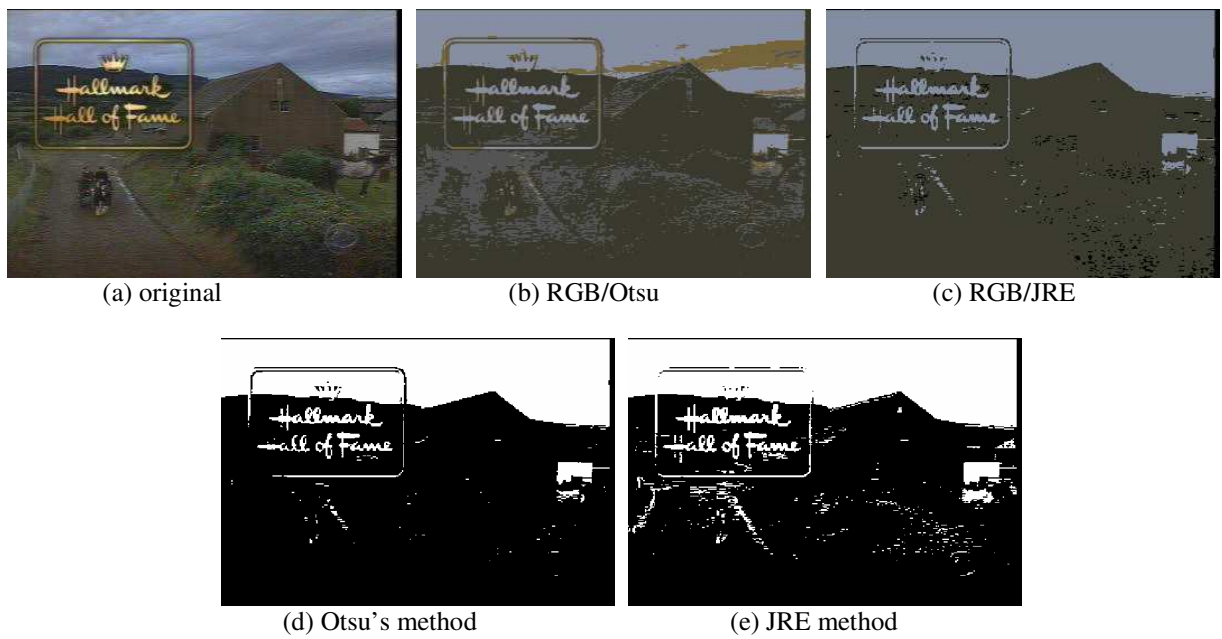 Hallmark
Hall of Fame
Hallmark
Hall of Fame
Hallmark
Hall of Fame
(a) original
(b) RGB/Otsu
(c) RGB/JRE
Hallmark
Hall of Fame
Hallmark
Hall of Fame
(d) Otsu's method
(e) JRE method